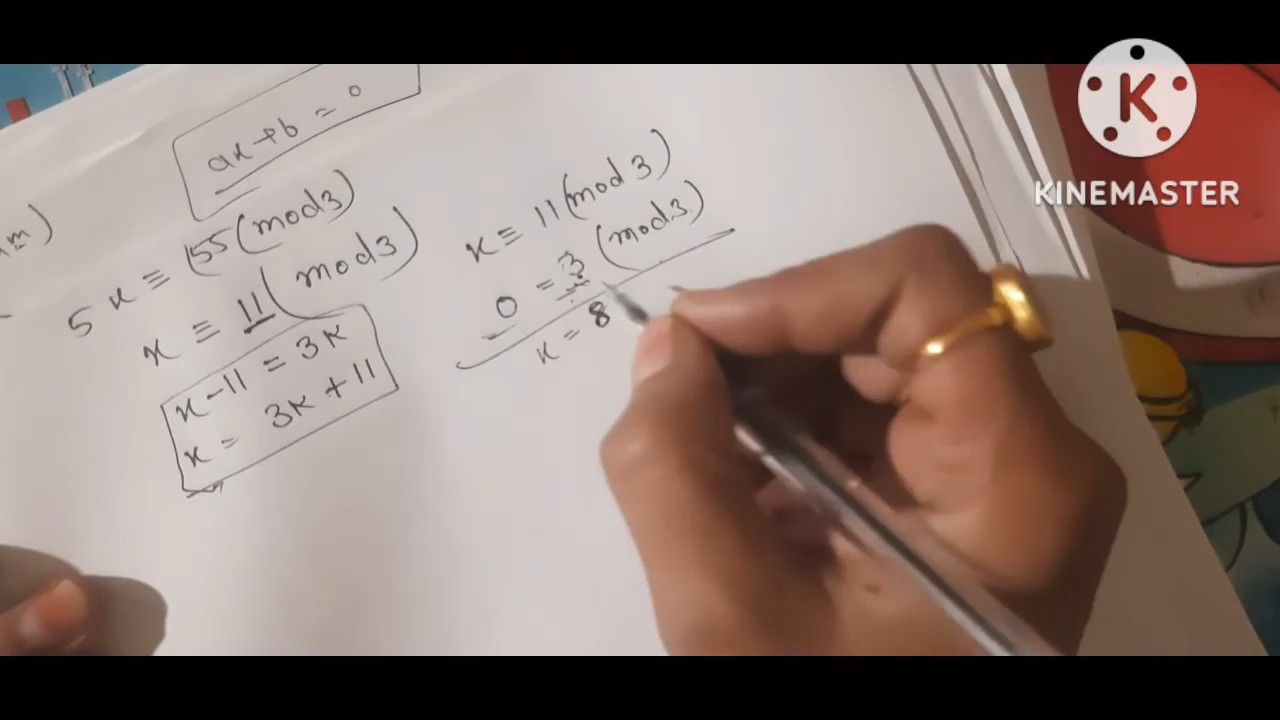 ax+b = 0
m)
5x ≡ 55 (mod 3)
x ≡ 11 (mod 3)
x-11 = 3k
x = 3k + 11
x ≡ 11 (mod 3)
0 = 3 (mod 3)
x = 8
K
KINEMASTER